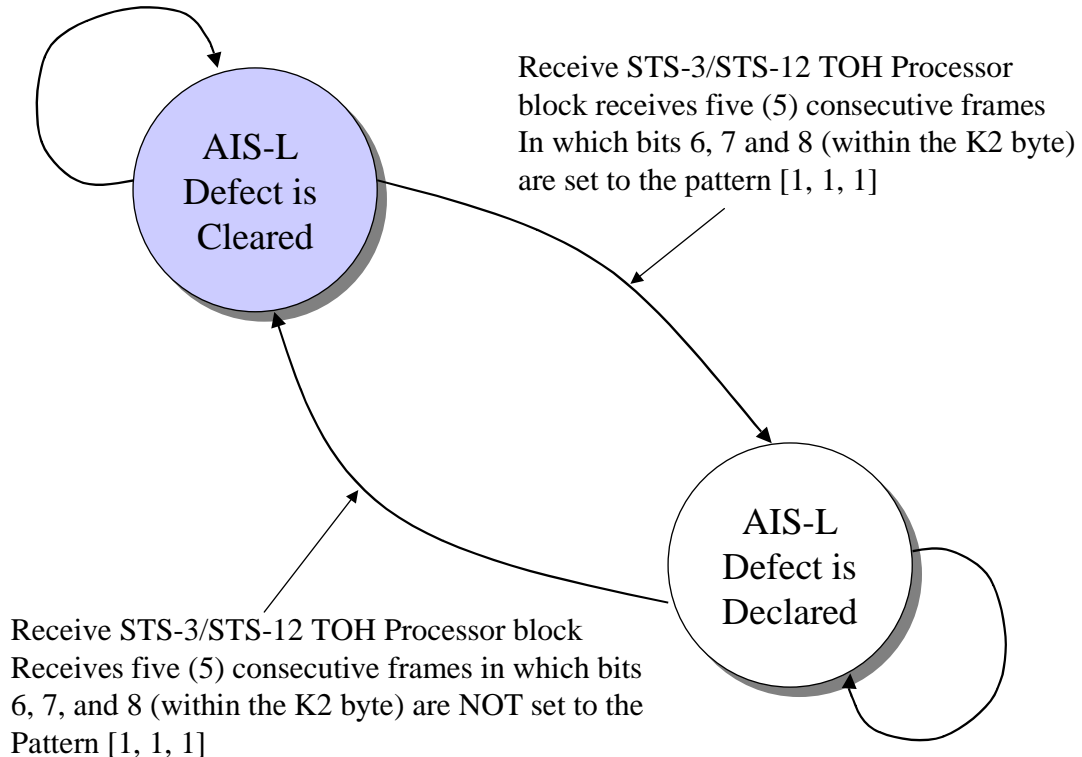 AIS-L
Defect is
Cleared
Receive STS-3/STS-12 TOH Processor
block receives five (5) consecutive frames
In which bits 6, 7 and 8 (within the K2 byte)
are set to the pattern [1, 1, 1]
AIS-L
Defect is
Declared
Receive STS-3/STS-12 TOH Processor block
Receives five (5) consecutive frames in which bits
6, 7, and 8 (within the K2 byte) are NOT set to the
Pattern [1, 1, 1]